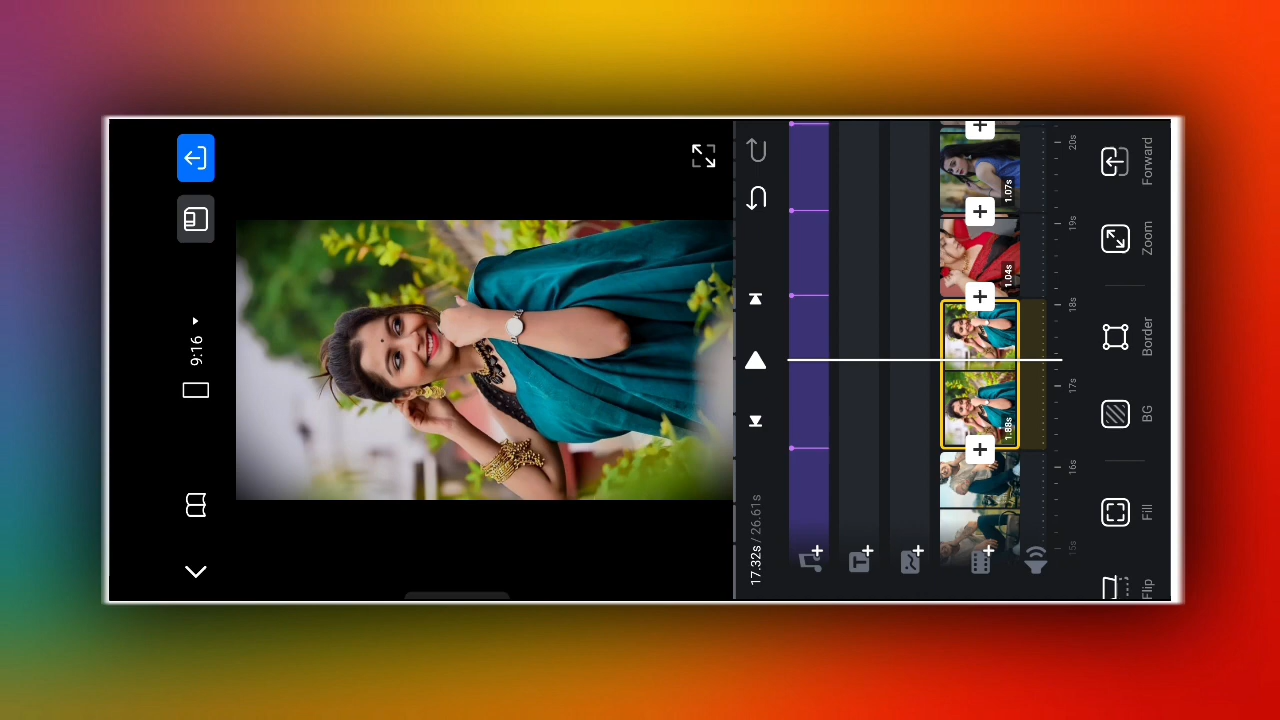 9:16
17.32s / 26.61s
1.88s
1.04s
1.07s
15s
16s
17s
18s
19s
20s
Flip
Fill
BG
Border
Zoom
Forward